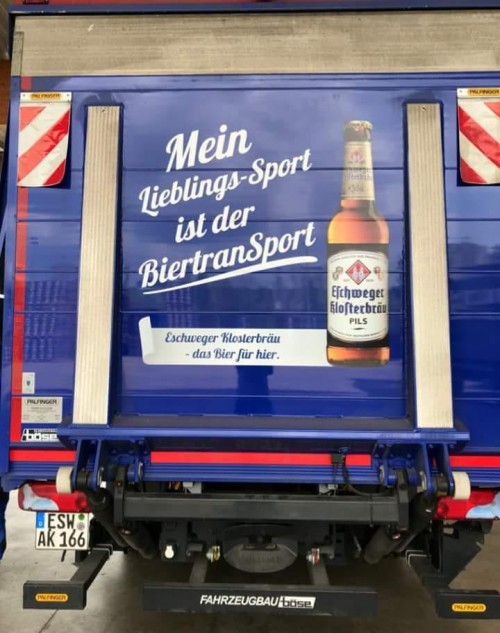 PALFINGER
PALFINGER
Mein
Lieblings-Sport
ist der
BiertranSport
Eschweger
Klosterbräu
PILS
Eschweger Klosterbräu
- das Bier für hier.
PALFINGER
böse
ESW
AK 166
PALFINGER
FAHRZEUGBAU böse
PALFINGER